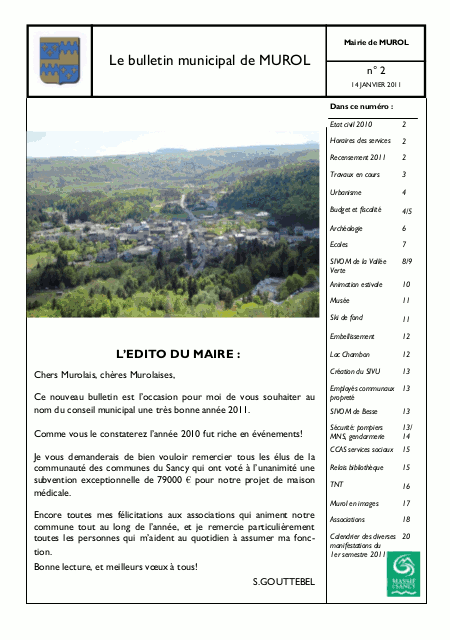 Le bulletin municipal de MUROL
Mairie de MUROL
n° 2
14 JANVIER 2011
Dans ce numéro :
Etat civil 2010 2
Horaires des services 2
Recensement 2011 2
Travaux en cours 3
Urbanisme 4
Budget et fiscalité 4/5
Archéologie 6
Ecoles 7
SIVOM de la Vallée 8/9
Verte
Animation estivale 10
Musée 11
Ski de fond 11
Embellissement 12
Lac Chambon 12
Création du SIVU 13
Employés communaux 13
propreté
SIVOM de Besse 13
Sécurité: pompiers 13/
MNS, gendarmerie 14
CCAS services sociaux 15
Relais bibliothèque 15
TNT 16
Murol en images 17
Associations 18
Calendrier des diverses 20
manifestations du
1er semestre 2011
MASSIF
du SANCY
L'EDITO DU MAIRE :
Chers Murolais, chères Murolaises,
Ce nouveau bulletin est l'occasion pour moi de vous souhaiter au
nom du conseil municipal une très bonne année 2011.
Comme vous le constaterez l'année 2010 fut riche en événements!
Je vous demanderais de bien vouloir remercier tous les élus de la
communauté des communes du Sancy qui ont voté à l'unanimité une
subvention exceptionnelle de 79000 € pour notre projet de maison
médicale.
Encore toutes mes félicitations aux associations qui animent notre
commune tout au long de l'année, et je remercie particulièrement
toutes les personnes qui m'aident au quotidien à assumer ma fonc-
tion.
Bonne lecture, et meilleurs vœux à tous!
S.GOUTTEBEL